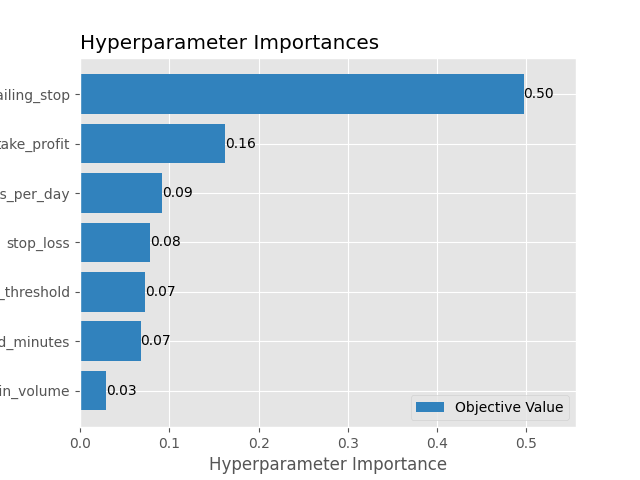 Hyperparameter Importances
ailing_stop
0.50
take_profit
0.16
s_per_day
0.09
stop_loss
0.08
_threshold
0.07
d_minutes
0.07
in_volume
0.03
Objective Value
0.0 0.1 0.2 0.3 0.4 0.5
Hyperparameter Importance